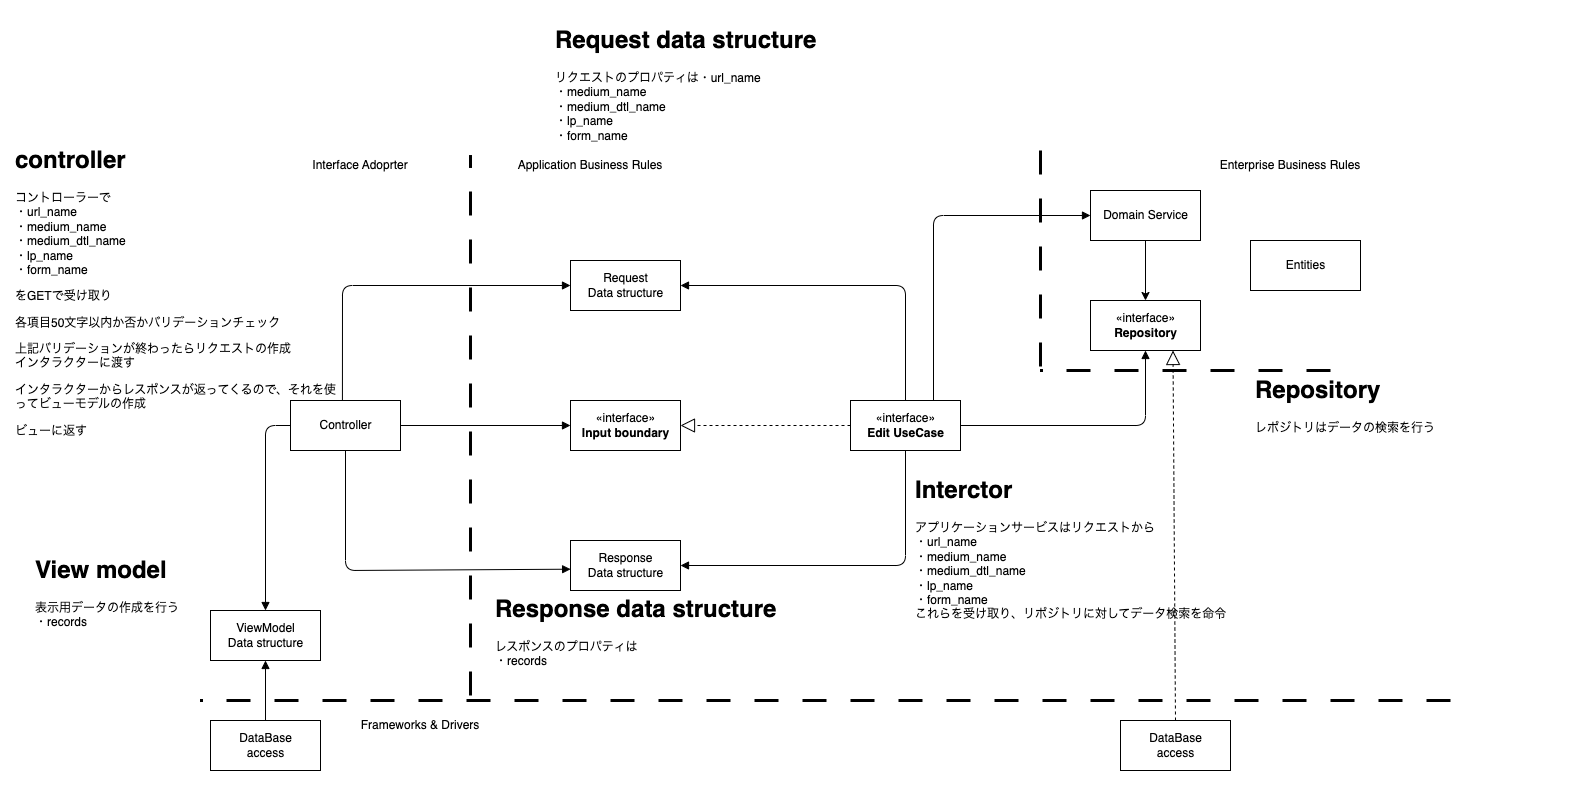 Request data structure
リクエストのプロパティは・url_name
・medium_name
・medium_dtl_name
・lp_name
・form_name
controller
Interface Adoprter
Application Business Rules
Enterprise Business Rules
コントローラーで
・url_name
・medium_name
・medium_dtl_name
・lp_name
・form_name
をGETで受け取り
各項目50文字以内か否かバリデーションチェック
上記バリデーションが終わったらリクエストの作成
インタラクターに渡す
インタラクターからレスポンスが返ってくるので、それを使
ってビューモデルの作成
ビューに返す
Domain Service
Entities
Request
Data structure
«interface»
Repository
Repository
レポジトリはデータの検索を行う
Controller
«interface»
Input boundary
«interface»
Edit UseCase
Interctor
アプリケーションサービスはリクエストから
・url_name
・medium_name
・medium_dtl_name
・lp_name
・form_name
これらを受け取り、リポジトリに対してデータ検索を命令
Response
Data structure
Response data structure
レスポンスのプロパティは
・records
View model
表示用データの作成を行う
・records
ViewModel
Data structure
Frameworks & Drivers
DataBase
access
DataBase
access